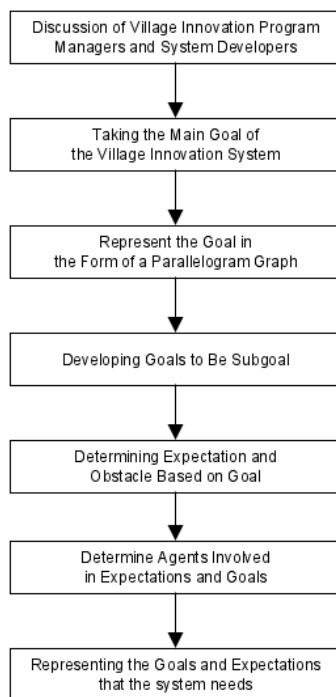 Discussion of Village Innovation Program
Managers and System Developers
Taking the Main Goal of
the Village Innovation System
Represent the Goal in
the Form of a Parallelogram Graph
Developing Goals to Be Subgoal
Determining Expectation and
Obstacle Based on Goal
Determine Agents Involved
in Expectations and Goals
Representing the Goals and Expectations
that the system needs